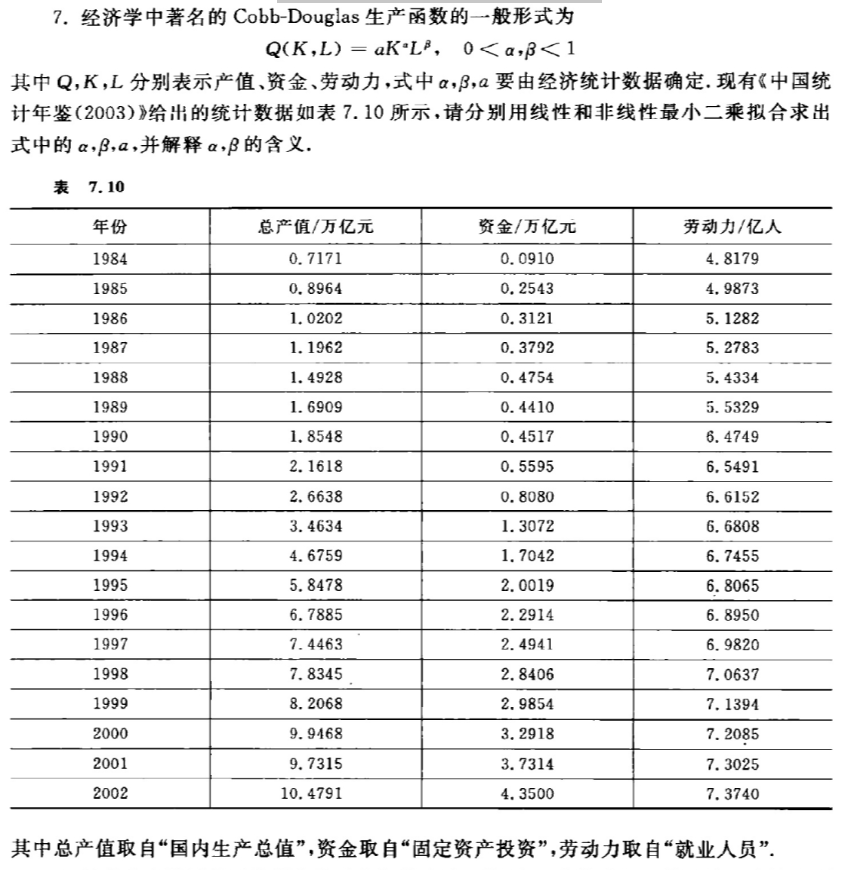 7. 经济学中著名的 Cobb-Douglas 生产函数的一般形式为
Q(K,L) = aK^αL^β, 0<α,β<1
其中 Q,K,L 分别表示产值、资金、劳动力,式中 α,β,a 要由经济统计数据确定.现有《中国统
计年鉴(2003)》给出的统计数据如表 7.10 所示,请分别用线性和非线性最小二乘拟合求出
式中的 α,β,a,并解释 α,β 的含义.
表 7.10
年份 总产值/万亿元 资金/万亿元 劳动力/亿人
1984 0.7171 0.0910 4.8179
1985 0.8964 0.2543 4.9873
1986 1.0202 0.3121 5.1282
1987 1.1962 0.3792 5.2783
1988 1.4928 0.4754 5.4334
1989 1.6909 0.4410 5.5329
1990 1.8548 0.4517 6.4749
1991 2.1618 0.5595 6.5491
1992 2.6638 0.8080 6.6152
1993 3.4634 1.3072 6.6808
1994 4.6759 1.7042 6.7455
1995 5.8478 2.0019 6.8065
1996 6.7885 2.2914 6.8950
1997 7.4463 2.4941 6.9820
1998 7.8345 2.8406 7.0637
1999 8.2068 2.9854 7.1394
2000 9.9468 3.2918 7.2085
2001 9.7315 3.7314 7.3025
2002 10.4791 4.3500 7.3740
其中总产值取自“国内生产总值”,资金取自“固定资产投资”,劳动力取自“就业人员”.